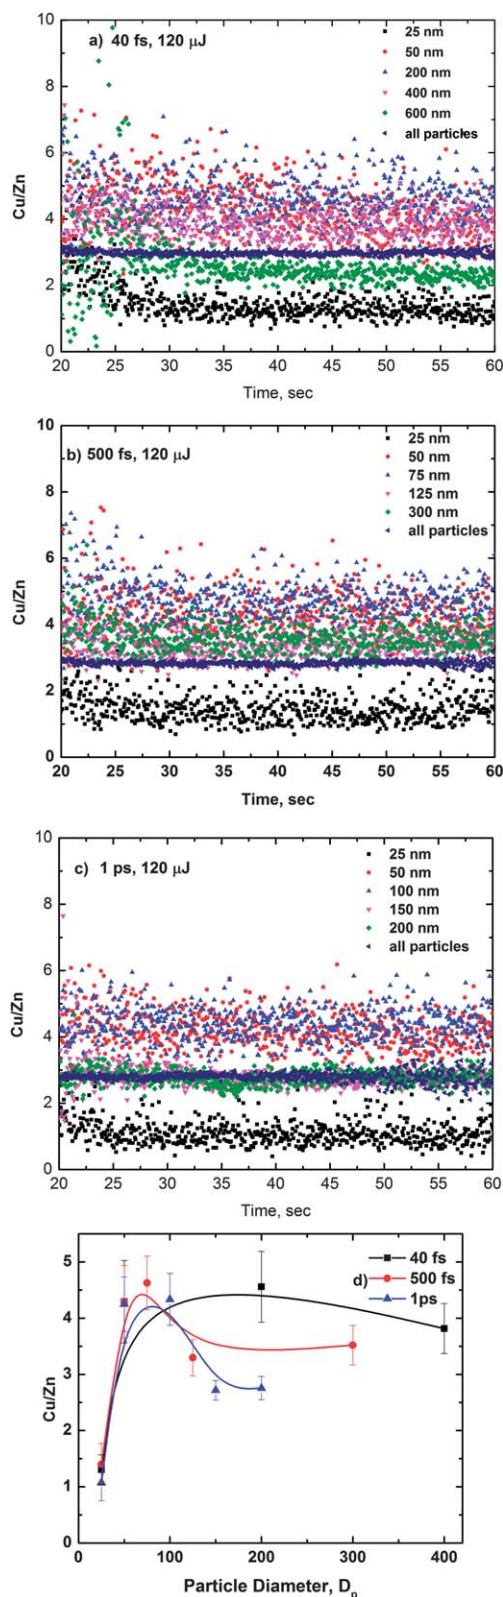 a) 40 fs, 120 μJ
25 nm
50 nm
200 nm
400 nm
600 nm
all particles
10
8
6
4
2
0
Cu/Zn
20 25 30 35 40 45 50 55 60
Time, sec
b) 500 fs, 120 μJ
25 nm
50 nm
75 nm
125 nm
300 nm
all particles
10
8
6
4
2
0
Cu/Zn
20 25 30 35 40 45 50 55 60
Time, sec
c) 1 ps, 120 μJ
25 nm
50 nm
100 nm
150 nm
200 nm
all particles
10
8
6
4
2
0
Cu/Zn
20 25 30 35 40 45 50 55 60
Time, sec
d)
40 fs
500 fs
1ps
5
4
3
2
1
0
Cu/Zn
0 100 200 300 400
Particle Diameter, Dp